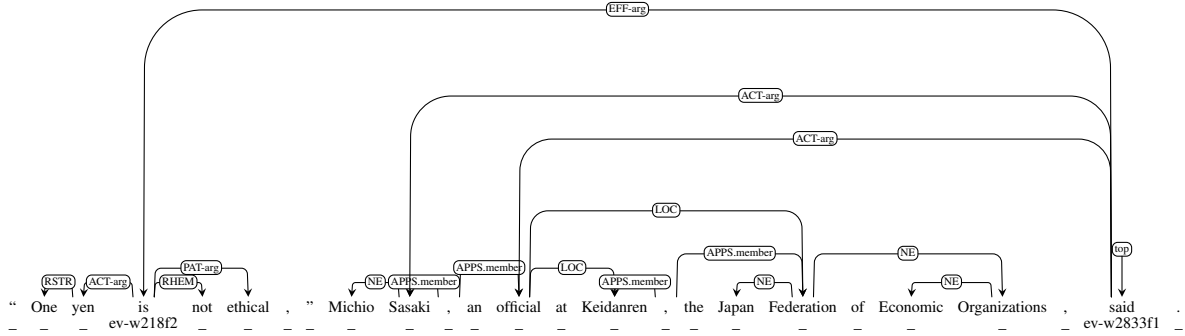 EFF-arg
ACT-arg
ACT-arg
LOC
APPS.member NE
APPS.member LOC PAT-arg
RSTR ACT-arg RHEM NE APPS.member APPS.member NE NE top
“ One yen is not ethical , ” Michio Sasaki , an official at Keidanren , the Japan Federation of Economic Organizations , said .
_ _ _ ev-w218f2 _ _ _ _ _ _ _ _ _ _ _ _ _ _ _ _ _ _ _ ev-w2833f1 _